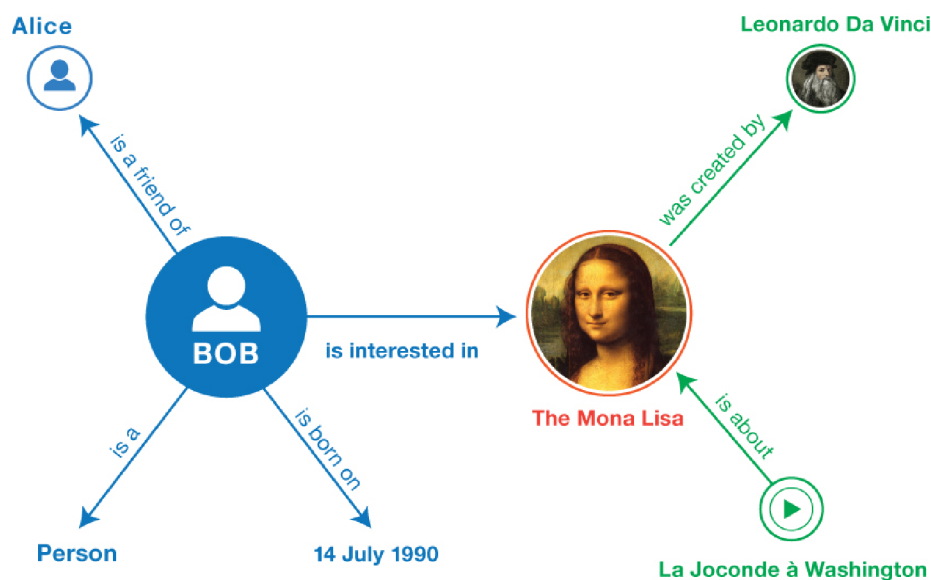 Alice
Leonardo Da Vinci
is a friend of
was created by
BOB
is interested in
The Mona Lisa
is a
is born on
is about
Person
14 July 1990
La Joconde à Washington